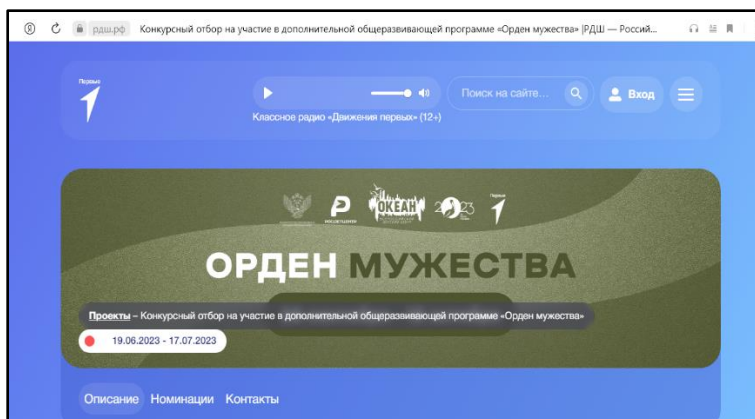 рдш.рф Конкурсный отбор на участие в дополнительной общеразвивающей программе «Орден мужества» |РДШ — Россий...
Первые
Поиск на сайте...
Вход
Классное радио «Движения первых» (12+)
РОСДЕТЦЕНТР
ОКЕАН
2023
Первые
ОРДЕН МУЖЕСТВА
Проекты – Конкурсный отбор на участие в дополнительной общеразвивающей программе «Орден мужества»
19.06.2023 - 17.07.2023
Описание Номинации Контакты